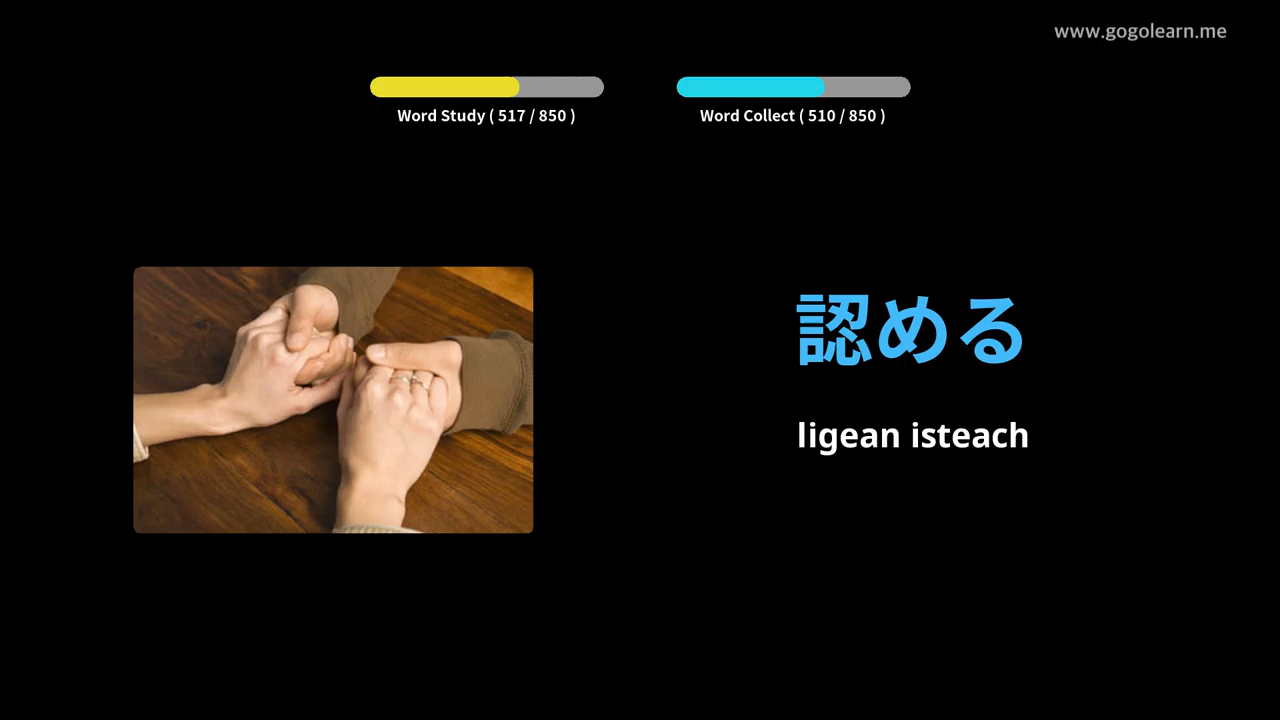 www.gogolearn.me
Word Study ( 517 / 850 )
Word Collect ( 510 / 850 )
認める
ligean isteach